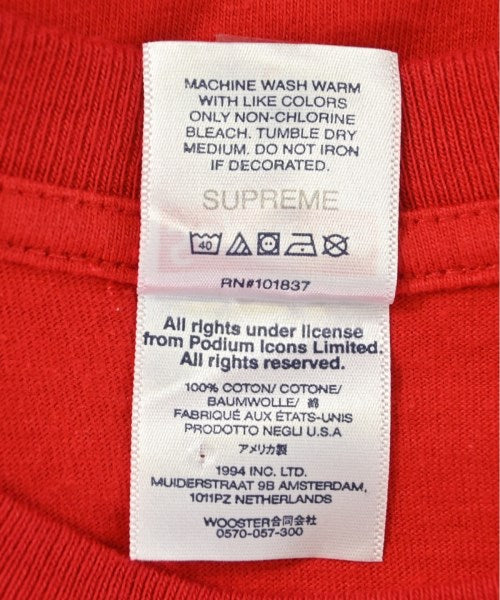 MACHINE WASH WARM
WITH LIKE COLORS
ONLY NON-CHLORINE
BLEACH. TUMBLE DRY
MEDIUM. DO NOT IRON
IF DECORATED.
SUPREME
40
RN#101837
All rights under license
from Podium Icons Limited.
All rights reserved.
100% COTON/ COTONE/
BAUMWOLLE/ 綿
FABRIQUÉ AUX ÉTATS-UNIS
PRODOTTO NEGLI U.S.A
アメリカ製
1994 INC. LTD.
MUIDERSTRAAT 9B AMSTERDAM,
1011PZ NETHERLANDS
WOOSTER合同会社
0570-057-300